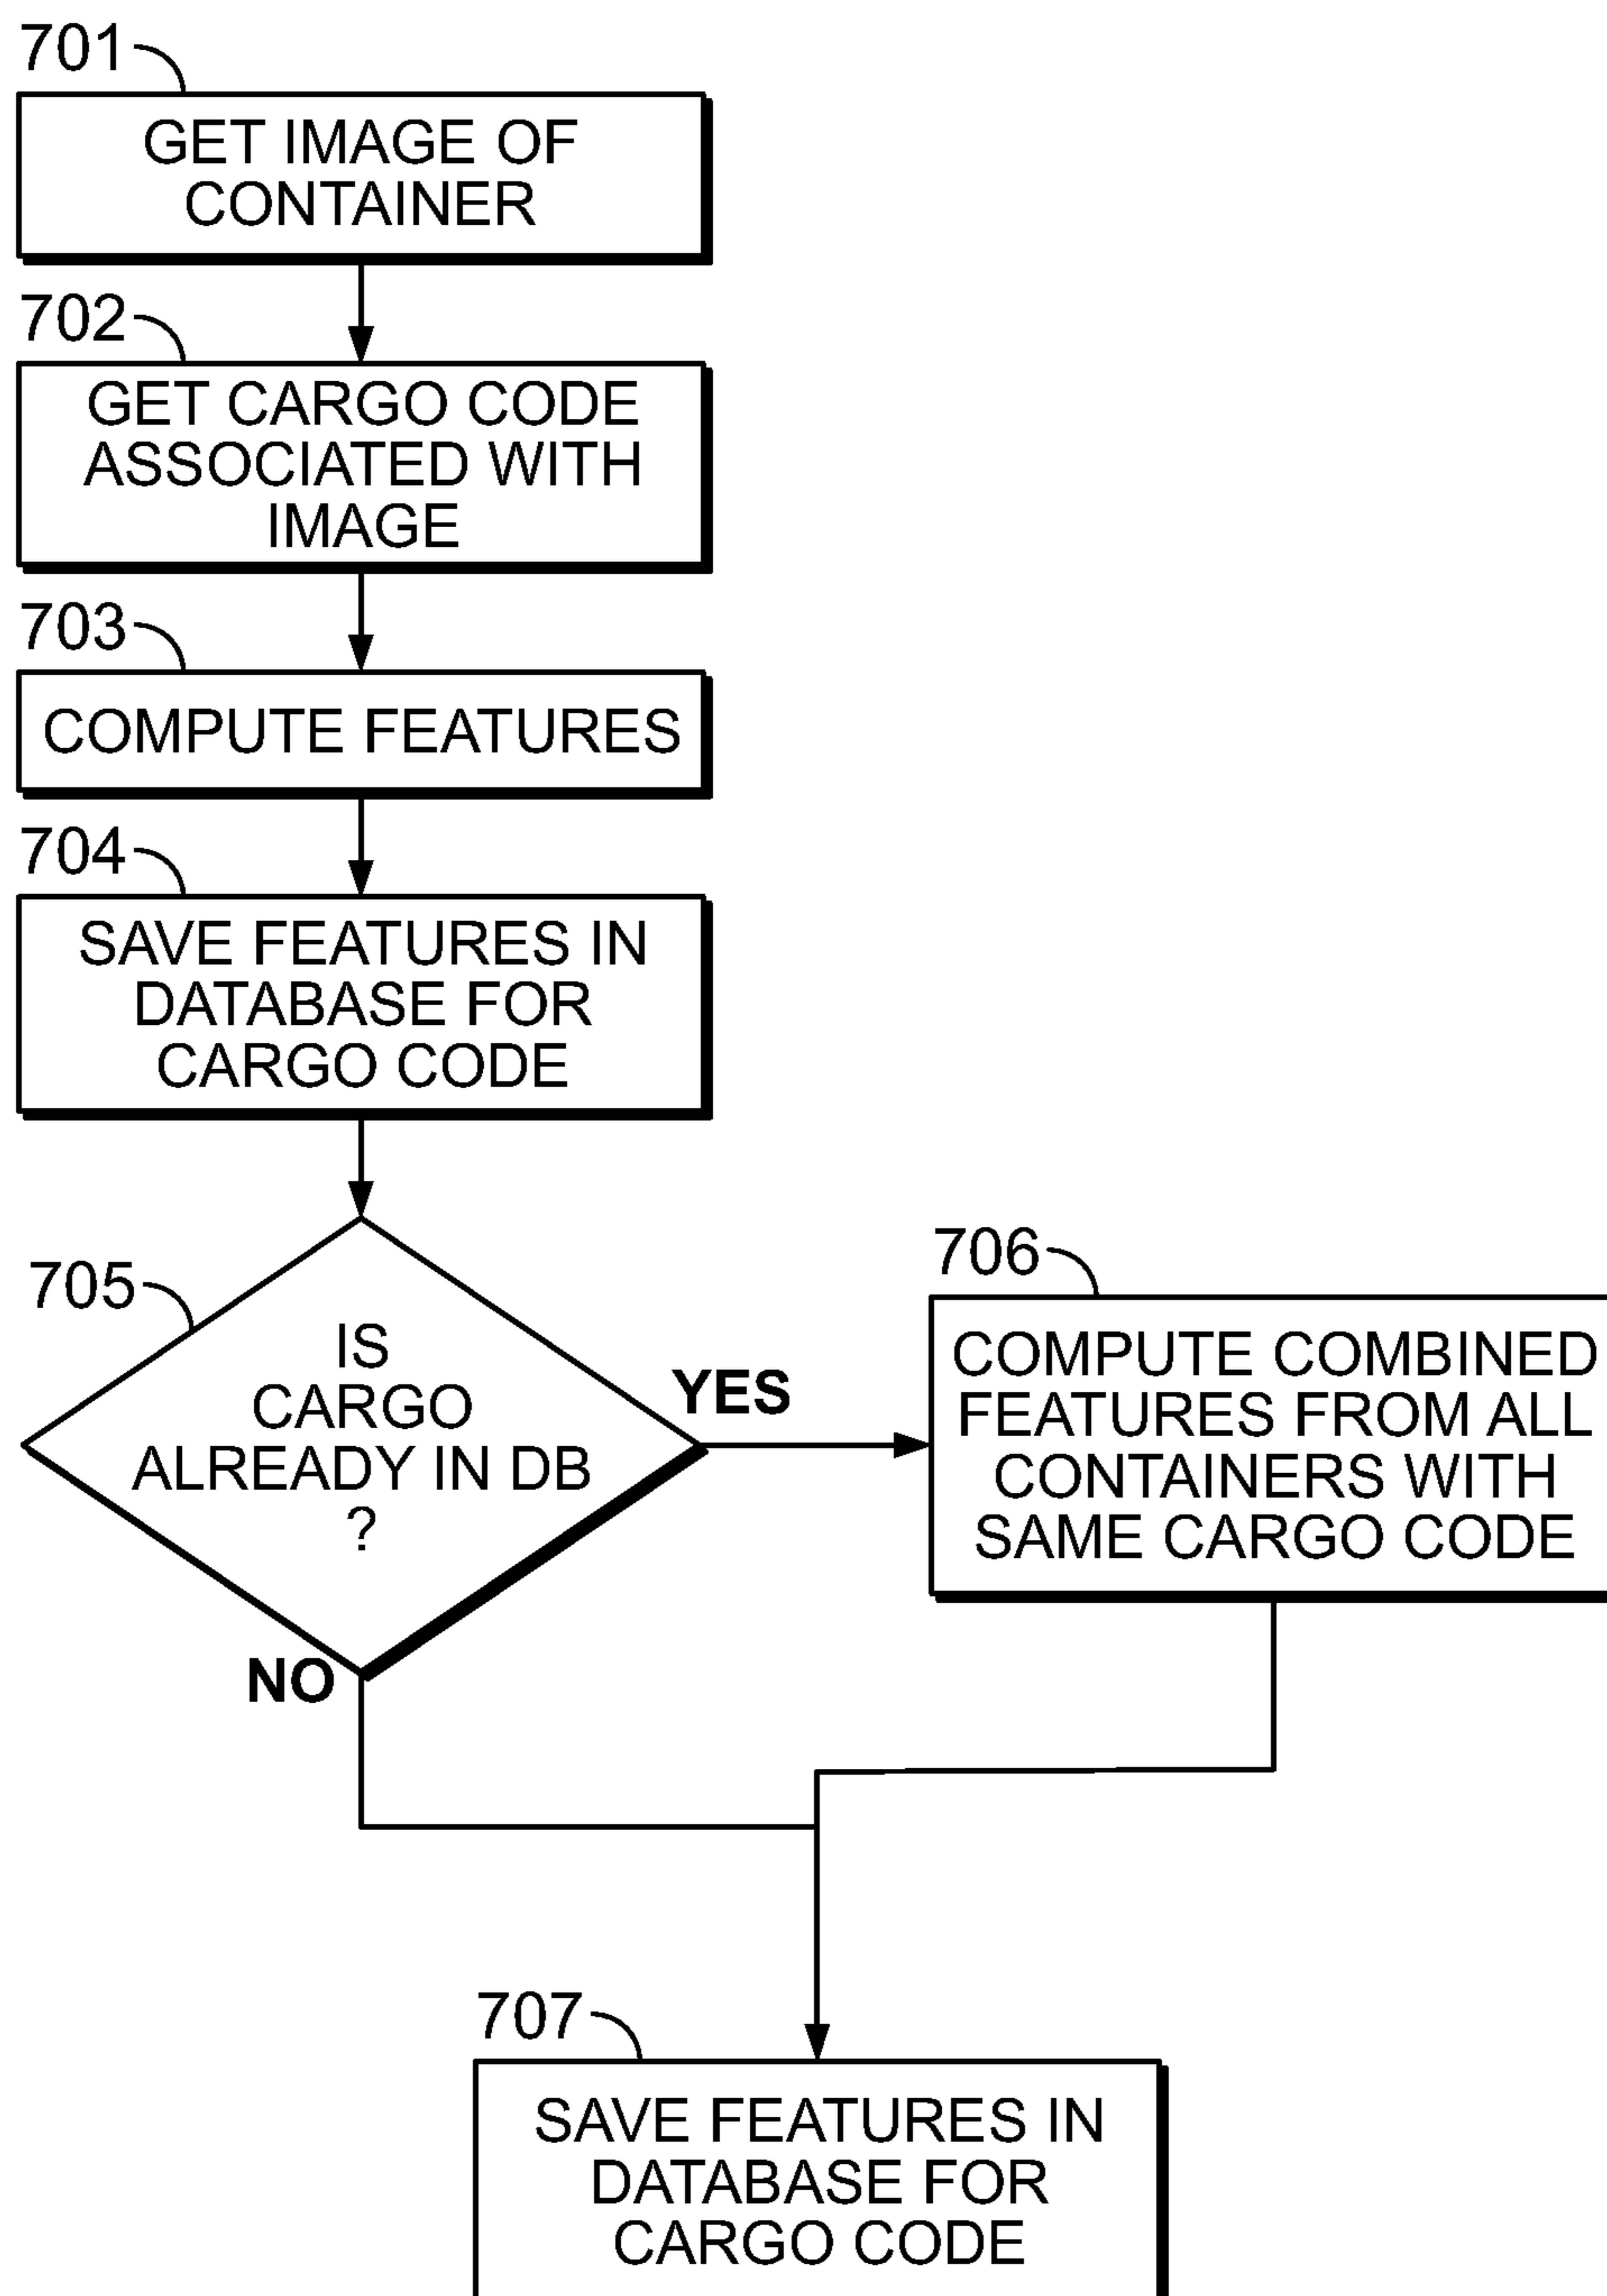 701
GET IMAGE OF
CONTAINER
702
GET CARGO CODE
ASSOCIATED WITH
IMAGE
703
COMPUTE FEATURES
704
SAVE FEATURES IN
DATABASE FOR
CARGO CODE
705
IS
CARGO
ALREADY IN DB
?
YES
NO
706
COMPUTE COMBINED
FEATURES FROM ALL
CONTAINERS WITH
SAME CARGO CODE
707
SAVE FEATURES IN
DATABASE FOR
CARGO CODE